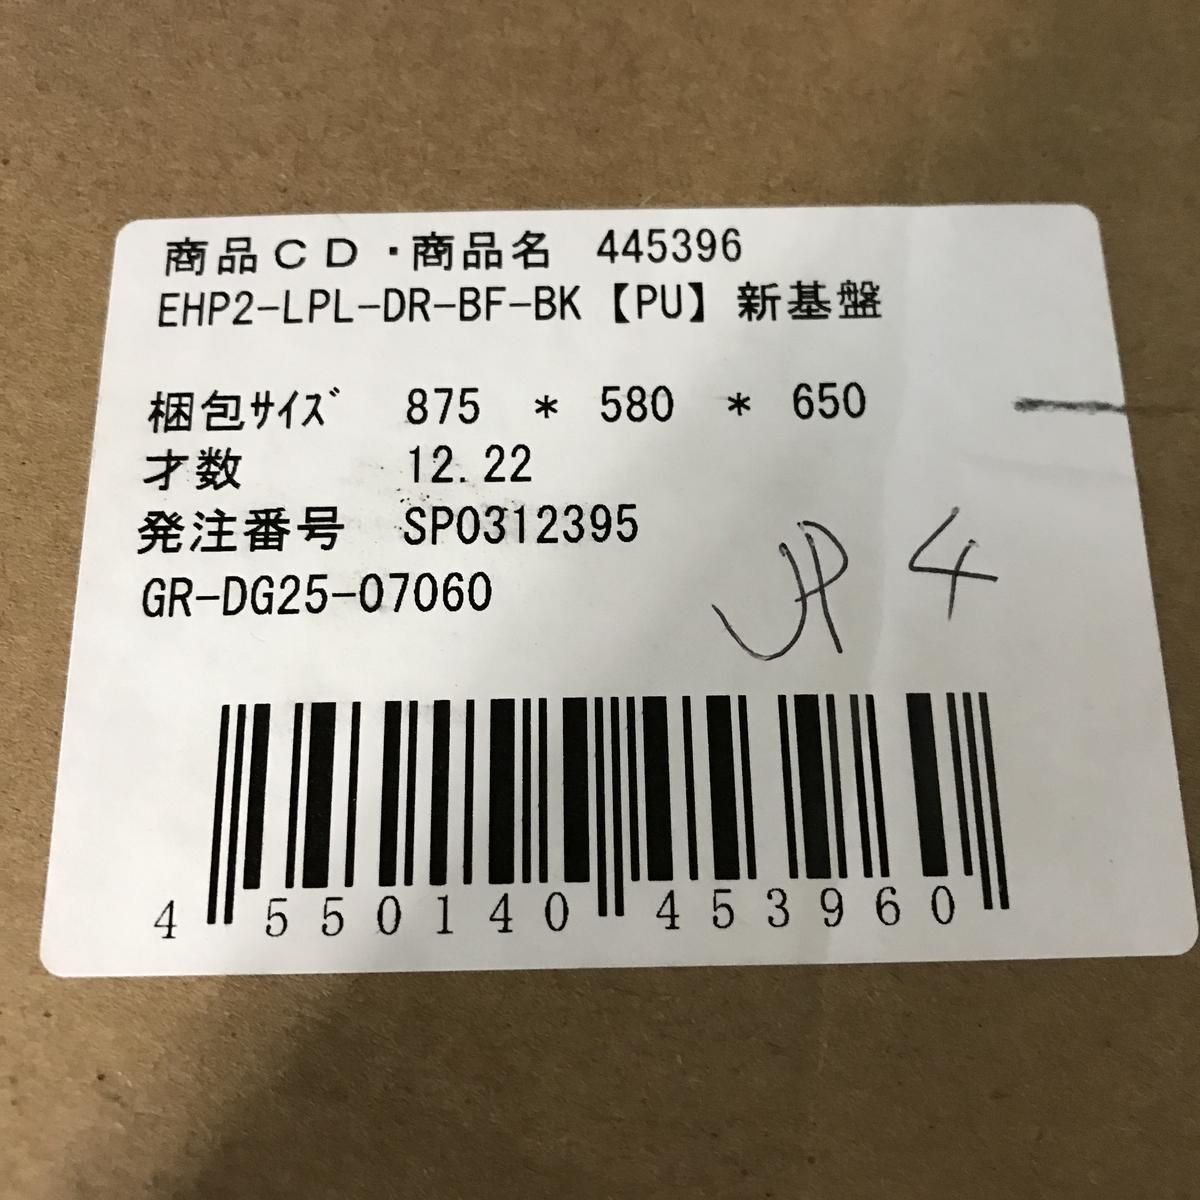 商品ＣＤ・商品名 445396
EHP2-LPL-DR-BF-BK【PU】新基盤
梱包ｻｲｽﾞ 875 * 580 * 650
才数 12.22
発注番号 SP0312395
GR-DG25-07060
JP 4
4 550140 453960